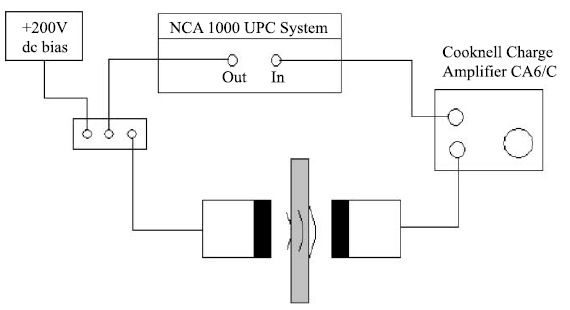 +200V
dc bias
NCA 1000 UPC System
Out In
Cooknell Charge
Amplifier CA6/C